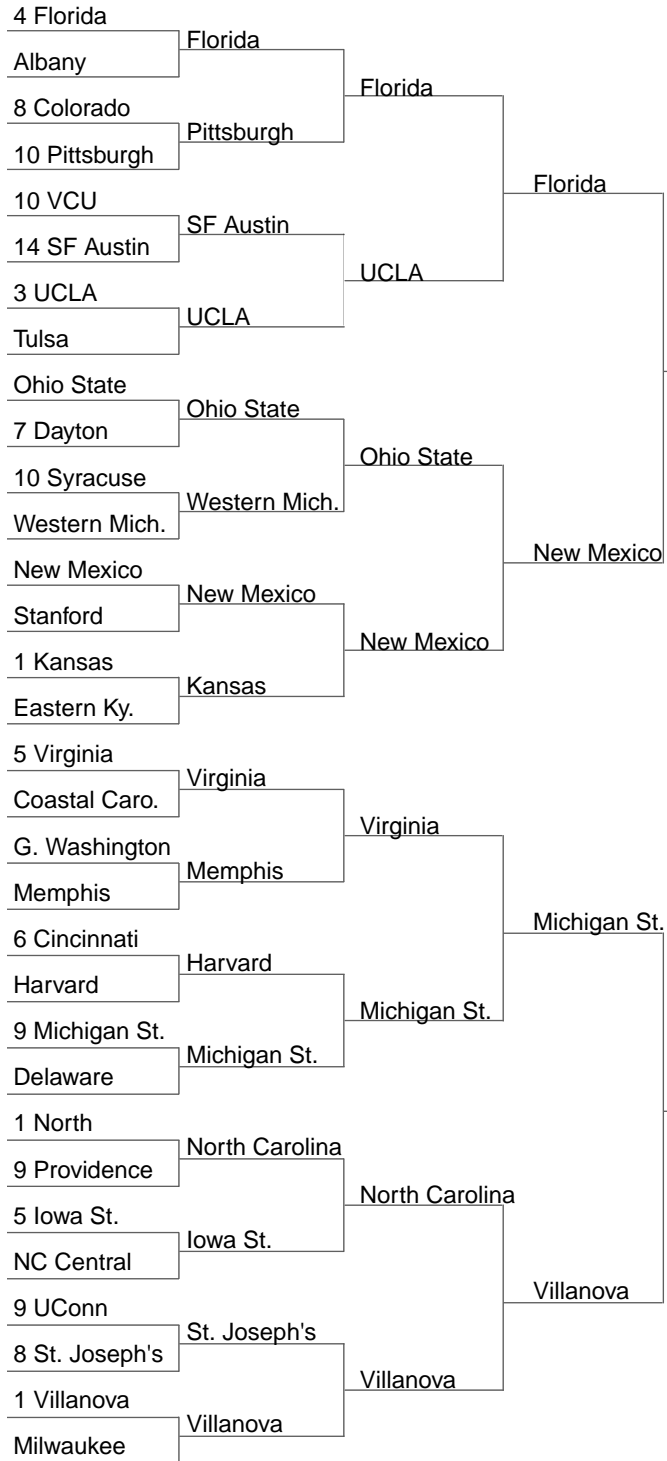 4 Florida
Albany
8 Colorado
10 Pittsburgh
10 VCU
14 SF Austin
3 UCLA
Tulsa
Ohio State
7 Dayton
10 Syracuse
Western Mich.
New Mexico
Stanford
1 Kansas
Eastern Ky.
5 Virginia
Coastal Caro.
G. Washington
Memphis
6 Cincinnati
Harvard
9 Michigan St.
Delaware
1 North
9 Providence
5 Iowa St.
NC Central
9 UConn
8 St. Joseph's
1 Villanova
Milwaukee
Florida
Pittsburgh
SF Austin
UCLA
Ohio State
Western Mich.
New Mexico
Kansas
Virginia
Memphis
Harvard
Michigan St.
North Carolina
Iowa St.
St. Joseph's
Villanova
Florida
UCLA
Ohio State
New Mexico
Virginia
Michigan St.
North Carolina
Villanova
Florida
New Mexico
Michigan St.
Villanova